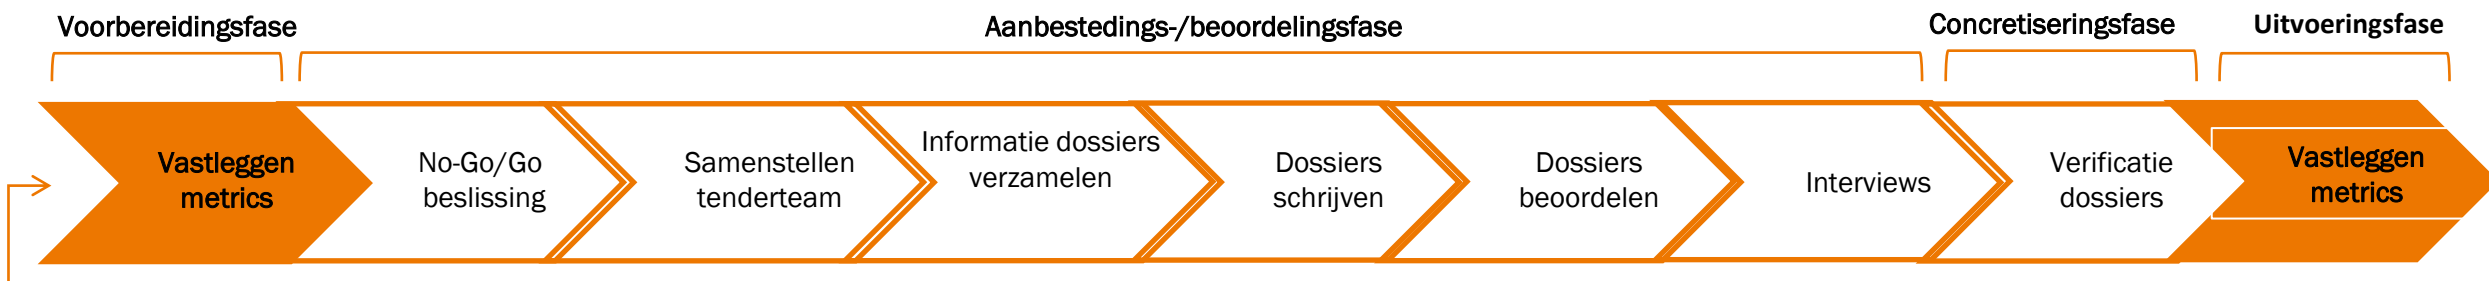 Voorbereidingsfase
Aanbestedings-/beoordelingsfase
Concretiseringsfase
Uitvoeringsfase
Vastleggen
metrics
No-Go/Go
beslissing
Samenstellen
tenderteam
Informatie dossiers
verzamelen
Dossiers
schrijven
Dossiers
beoordelen
Interviews
Verificatie
dossiers
Vastleggen
metrics